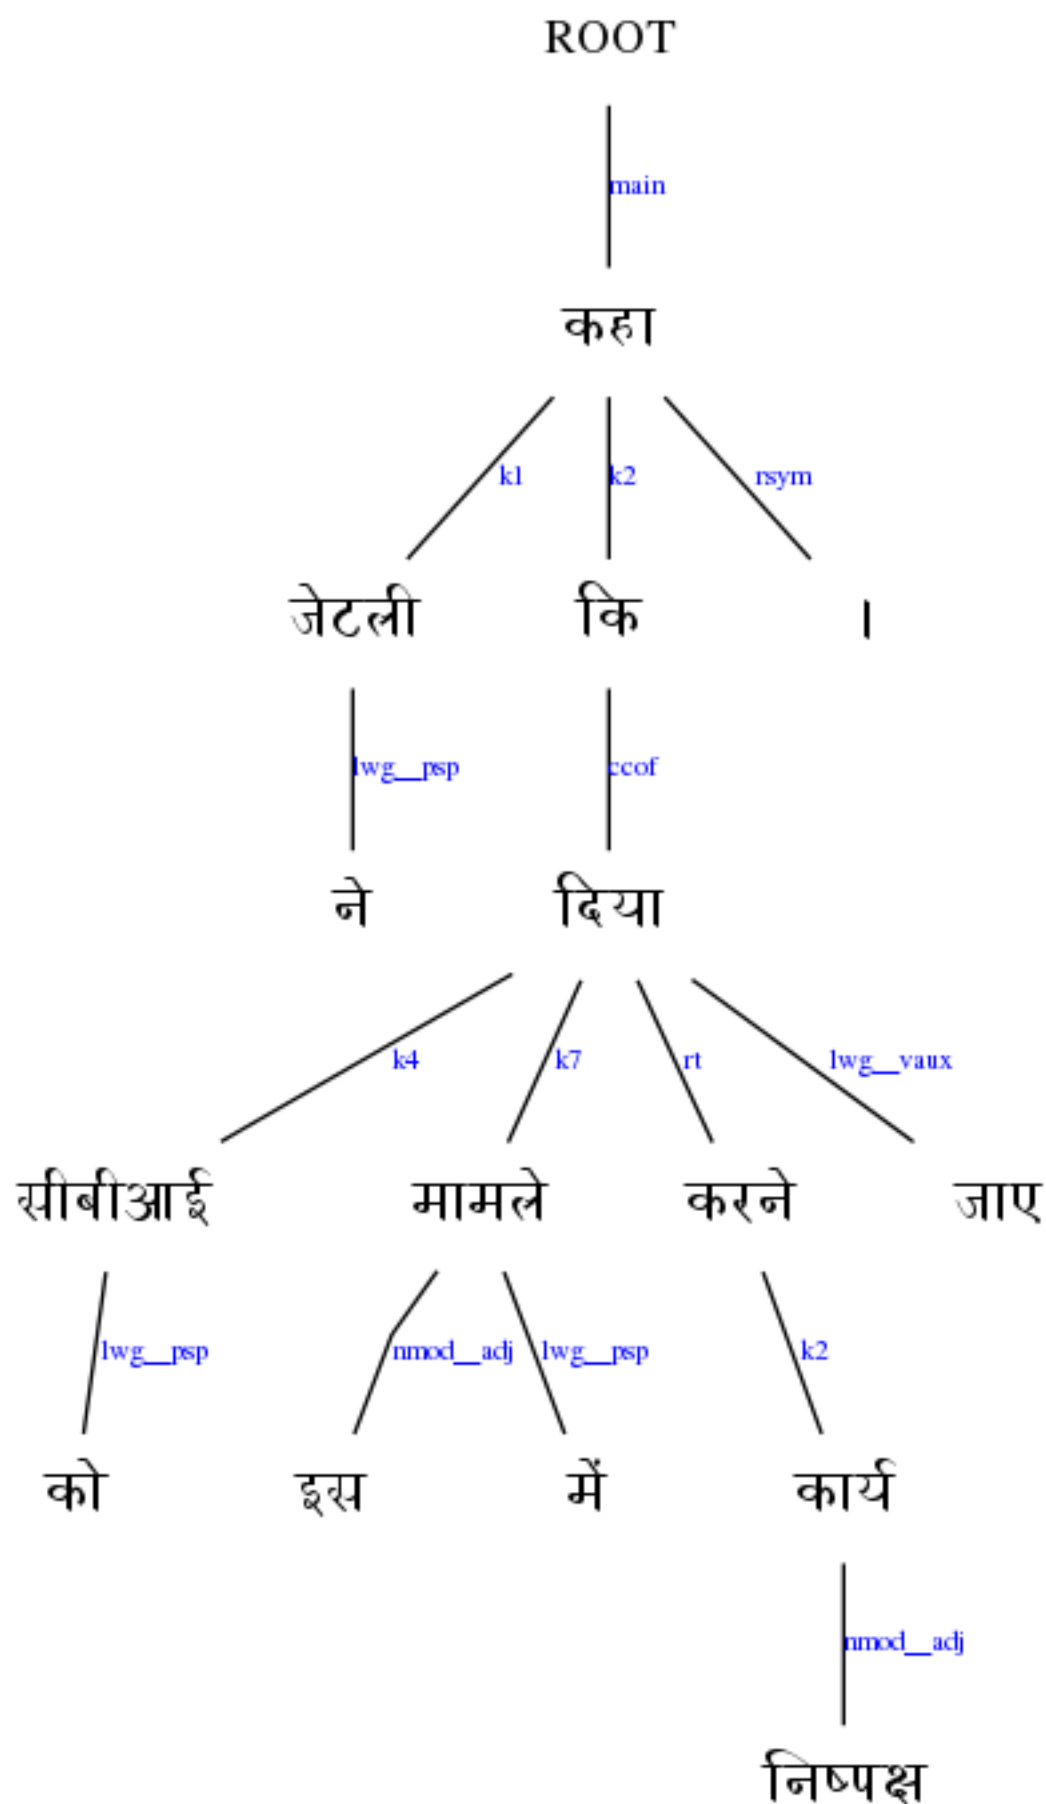 ROOT
main
कहा
k1 k2 rsym
जेटली कि ।
lwg__psp ccof
ने दिया
k4 k7 rt lwg__vaux
सीबीआई मामले करने जाए
lwg__psp nmod__adj lwg__psp k2
को इस में कार्य
nmod__adj
निष्पक्ष